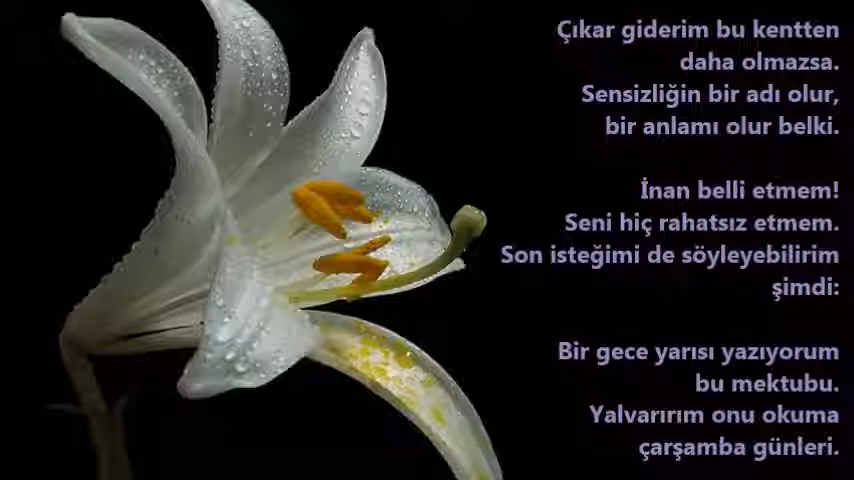 Çıkar giderim bu kentten
daha olmazsa.
Sensizliğin bir adı olur,
bir anlamı olur belki.
İnan belli etmem!
Seni hiç rahatsız etmem.
Son isteğimi de söyleyebilirim
şimdi:
Bir gece yarısı yazıyorum
bu mektubu.
Yalvarırım onu okuma
çarşamba günleri.